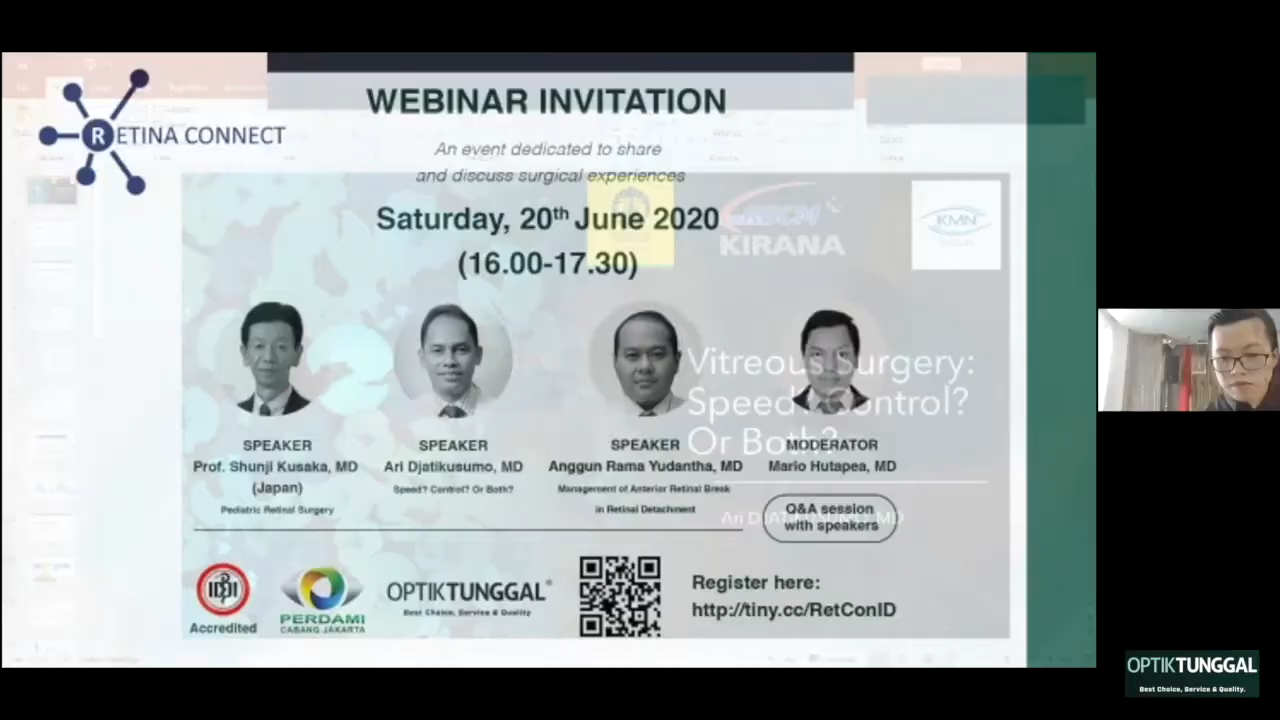 WEBINAR INVITATION
RETINA CONNECT
An event dedicated to share
and discuss surgical experiences
Saturday, 20th June 2020
(16.00-17.30)
KIRANA
KMN
Vitreous Surgery:
Speed? Control?
Or Both?
SPEAKER
Prof. Shunji Kusaka, MD
(Japan)
Pediatric Retinal Surgery
SPEAKER
Ari Djatikusumo, MD
Speed? Control? Or Both?
SPEAKER
Anggun Rama Yudantha, MD
Management of Anterior Retinal Break
in Retinal Detachment
MODERATOR
Mario Hutapea, MD
Q&A session
with speakers
IDI
Accredited
PERDAMI
CABANG JAKARTA
OPTIKTUNGGAL®
Best Choice, Service & Quality
Register here:
http://tiny.cc/RetConID
OPTIKTUNGGAL
Best Choice, Service & Quality.